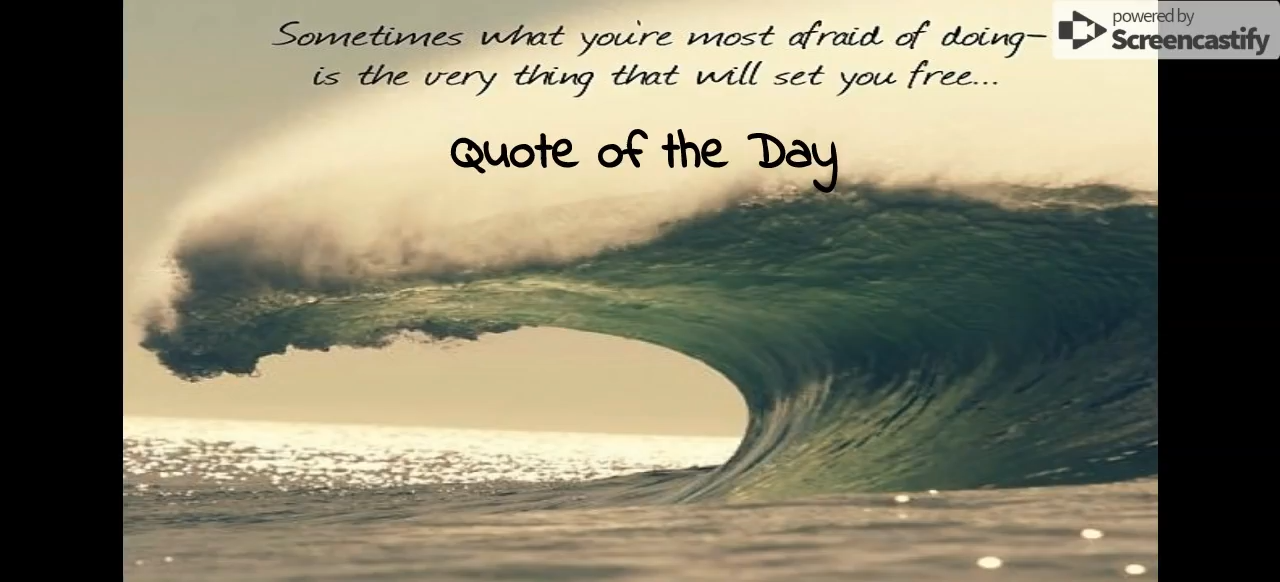 Sometimes what you're most afraid of doing—
is the very thing that will set you free...
Quote of the Day
powered by
Screencastify